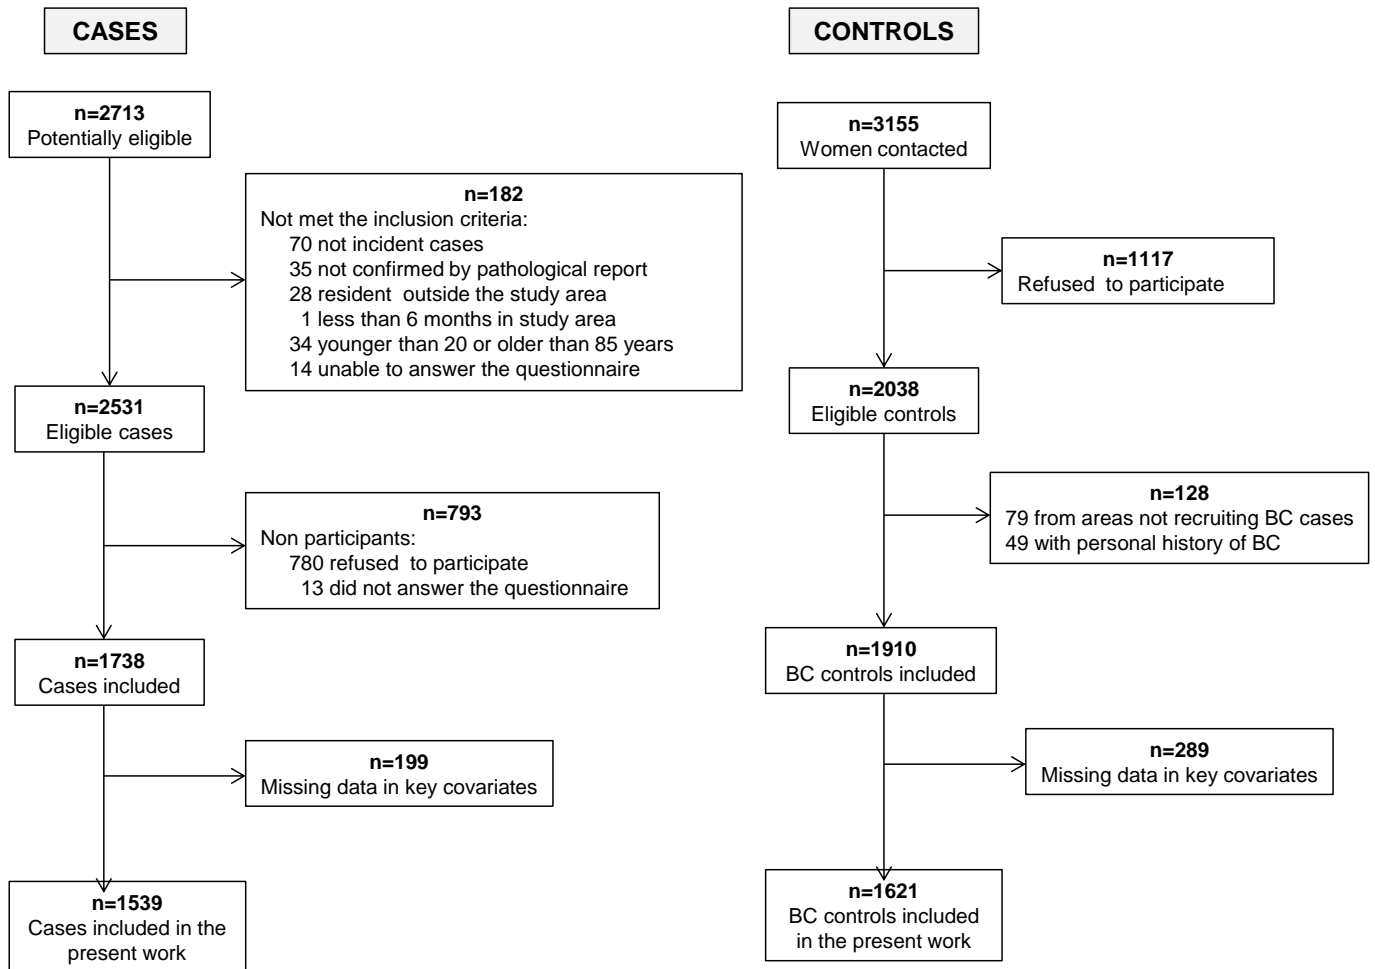 CASES
n=2713
Potentially eligible
n=182
Not met the inclusion criteria:
70 not incident cases
35 not confirmed by pathological report
28 resident outside the study area
1 less than 6 months in study area
34 younger than 20 or older than 85 years
14 unable to answer the questionnaire
n=2531
Eligible cases
n=793
Non participants:
780 refused to participate
13 did not answer the questionnaire
n=1738
Cases included
n=199
Missing data in key covariates
n=1539
Cases included in the
present work
CONTROLS
n=3155
Women contacted
n=1117
Refused to participate
n=2038
Eligible controls
n=128
79 from areas not recruiting BC cases
49 with personal history of BC
n=1910
BC controls included
n=289
Missing data in key covariates
n=1621
BC controls included
in the present work